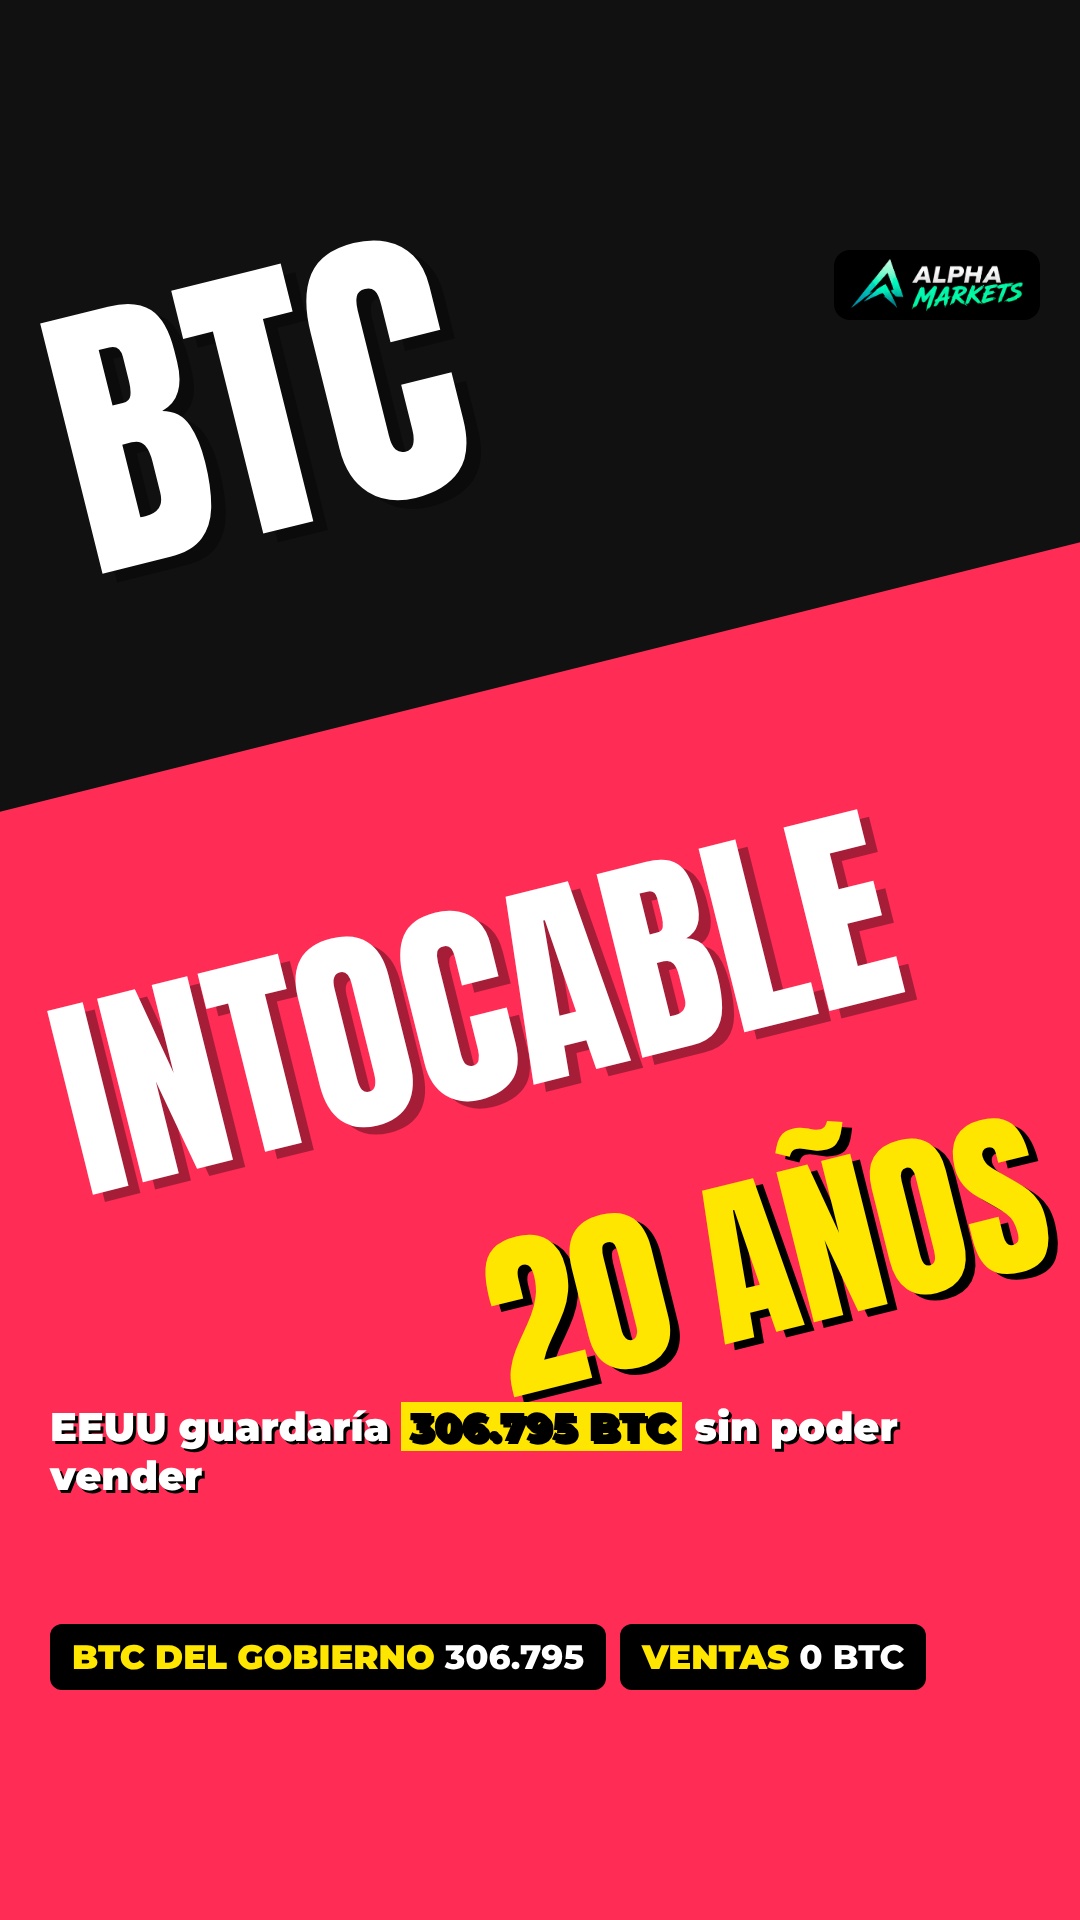 BTC
ALPHA
MARKETS
INTOCABLE
20 AÑOS
EEUU guardaría 306.795 BTC sin poder
vender
BTC DEL GOBIERNO 306.795
VENTAS 0 BTC